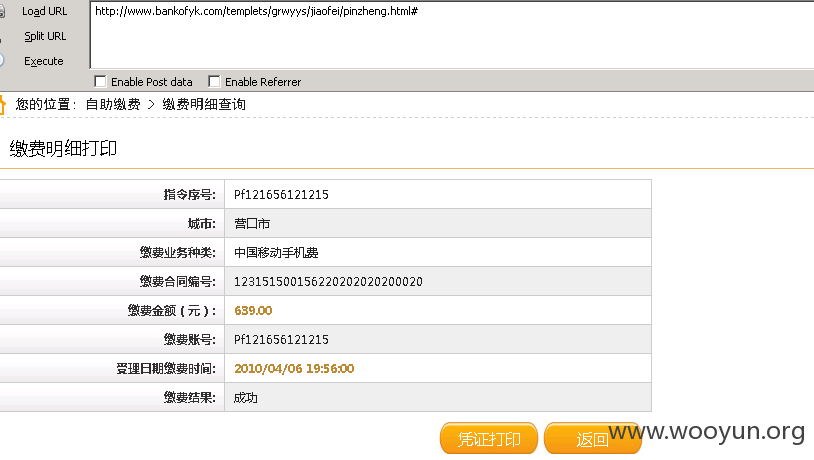 Load URL http://www.bankofyk.com/templets/grwyys/jiaofei/pinzheng.html#
Split URL
Execute
Enable Post data Enable Referrer
您的位置: 自助缴费 > 缴费明细查询
缴费明细打印
指令序号: Pf121656121215
城市: 营口市
缴费业务种类: 中国移动手机费
缴费合同编号: 123151500156220202020200020
缴费金额（元）: 639.00
缴费账号: Pf121656121215
受理日期缴费时间: 2010/04/06 19:56:00
缴费结果: 成功
凭证打印 返回
www.wooyun.org